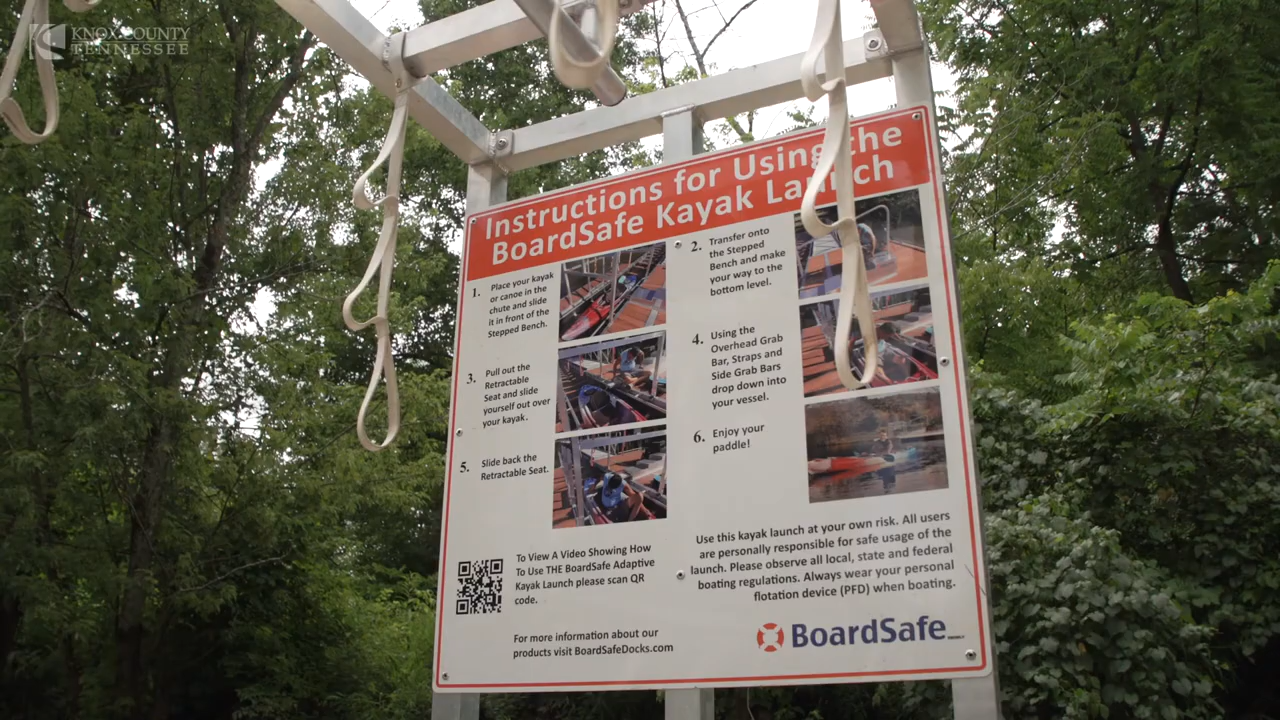 KNOX COUNTY
TENNESSEE
Instructions for Using the
BoardSafe Kayak Launch
1. Place your kayak
or canoe in the
chute and slide
it in front of the
Stepped Bench.
2. Transfer onto
the Stepped
Bench and make
your way to the
bottom level.
3. Pull out the
Retractable
Seat and slide
yourself out over
your kayak.
4. Using the
Overhead Grab
Bar, Straps and
Side Grab Bars
drop down into
your vessel.
5. Slide back the
Retractable Seat.
6. Enjoy your
paddle!
To View A Video Showing How
To Use THE BoardSafe Adaptive
Kayak Launch please scan QR
code.
For more information about our
products visit BoardSafeDocks.com
Use this kayak launch at your own risk. All users
are personally responsible for safe usage of the
launch. Please observe all local, state and federal
boating regulations. Always wear your personal
flotation device (PFD) when boating.
BoardSafe